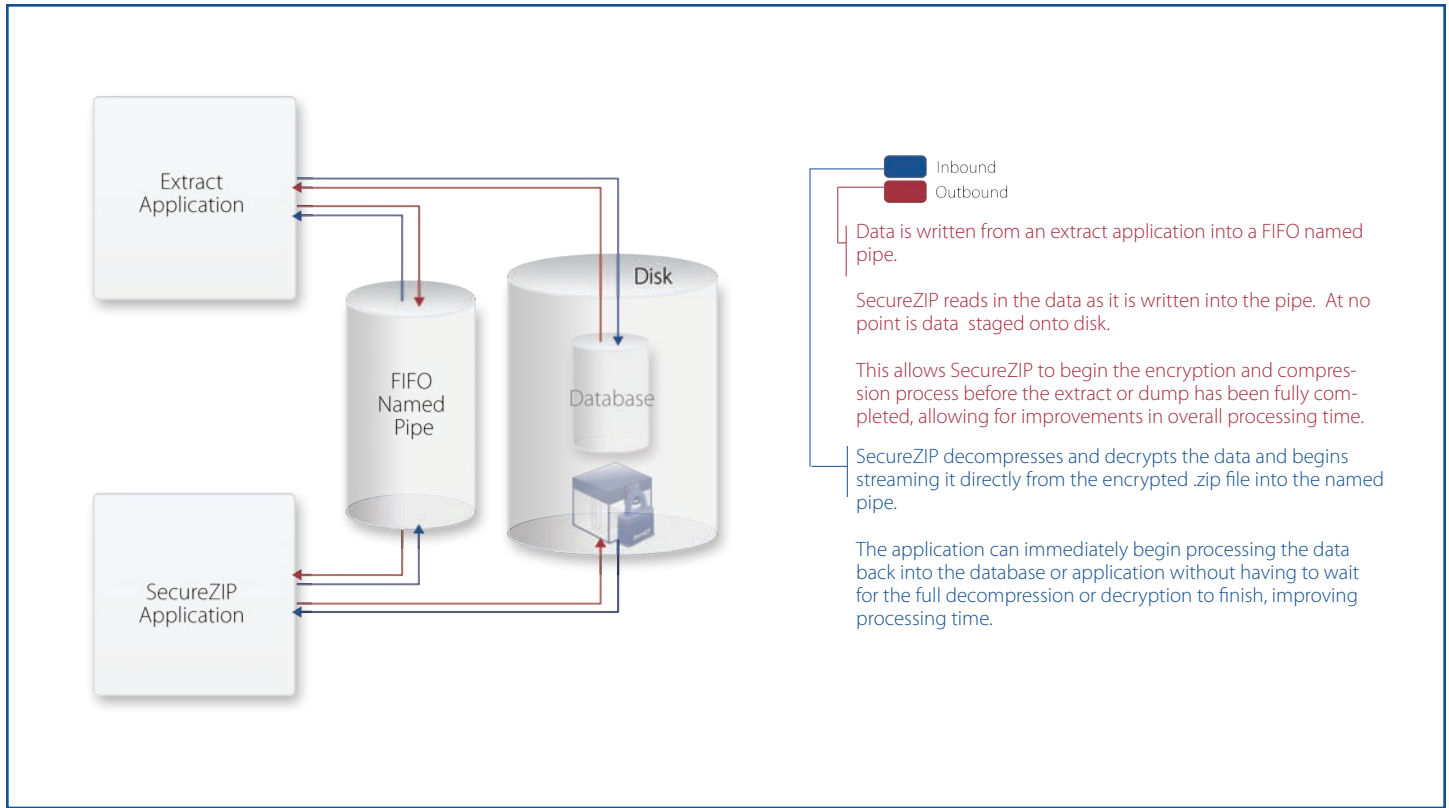 Extract
Application
Disk
FIFO
Named
Pipe
Database
SecureZIP
Application
Inbound
Outbound
Data is written from an extract application into a FIFO named
pipe.
SecureZIP reads in the data as it is written into the pipe. At no
point is data staged onto disk.
This allows SecureZIP to begin the encryption and compres-
sion process before the extract or dump has been fully com-
pleted, allowing for improvements in overall processing time.
SecureZIP decompresses and decrypts the data and begins
streaming it directly from the encrypted .zip file into the named
pipe.
The application can immediately begin processing the data
back into the database or application without having to wait
for the full decompression or decryption to finish, improving
processing time.